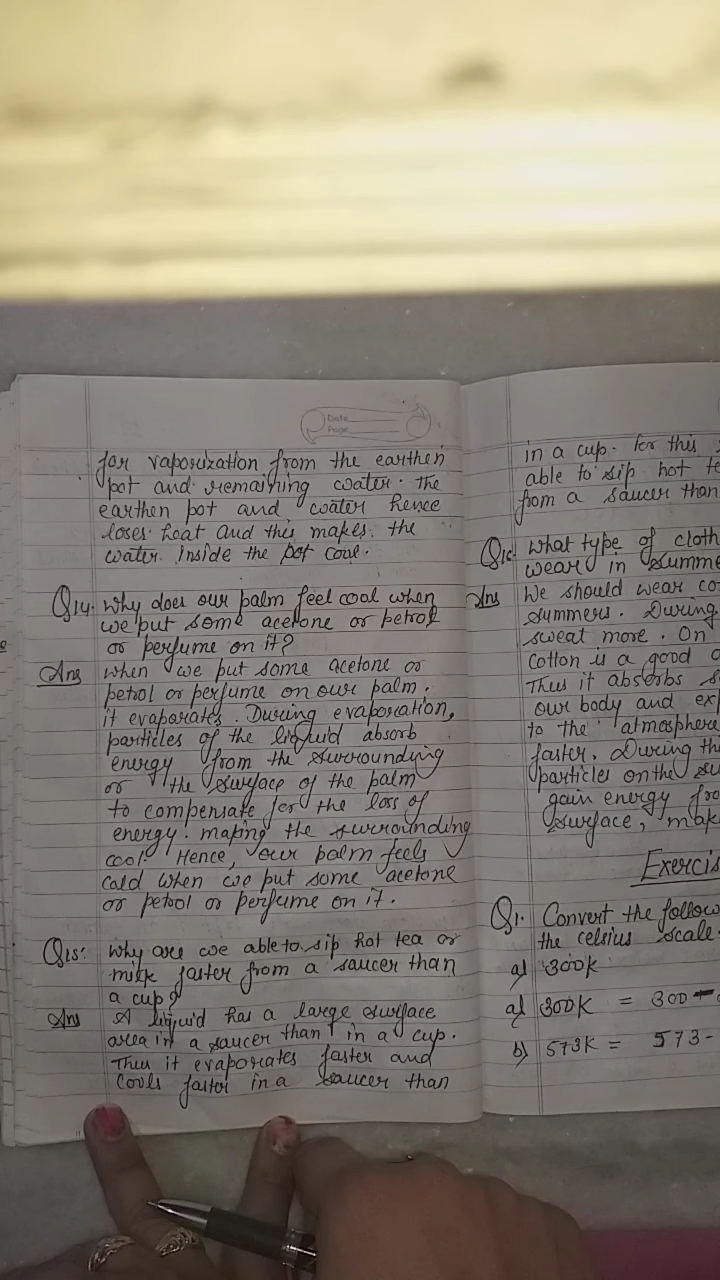 Date
Page
for vaporization from the earthen
pot and remaining water. the
earthen pot and water hence
loses heat and this makes the
water inside the pot cool.
Q14. why does our palm feel cool when
we put some acetone or petrol
or perfume on it?
Ans when we put some acetone or
petrol or perfume on our palm,
it evaporates. During evaporation,
particles of the liquid absorb
energy from the surrounding
or the surface of the palm
to compensate for the loss of
energy. making the surrounding
cool. Hence, our palm feels
cold when we put some acetone
or petrol or perfume on it.
Q15. why are we able to sip hot tea or
milk faster from a saucer than
a cup?
Ans A liquid has a large surface
area in a saucer than in a cup.
Thus it evaporates faster and
cools faster in a saucer than
in a cup. For this
able to sip hot te
from a saucer than
Q16. what type of cloth
wear in summe
Ans We should wear co
summers. During
sweat more. On
cotton is a good a
Thus it absorbs s
our body and exp
to the atmosphere
faster. During th
particles on the su
gain energy fro
surface, mak
Exercis
Q1. Convert the follow
the celsius scale.
a) 300k
a) 300K = 300 -
b) 573K = 573-